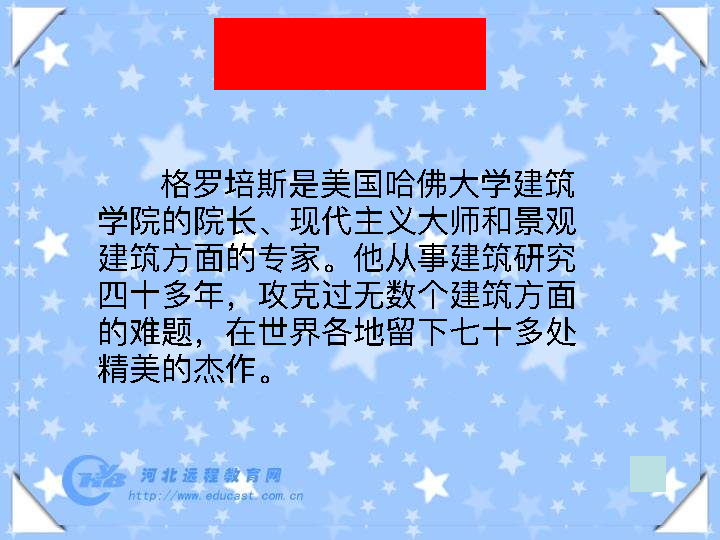 格罗培斯是美国哈佛大学建筑
学院的院长、现代主义大师和景观
建筑方面的专家。他从事建筑研究
四十多年，攻克过无数个建筑方面
的难题，在世界各地留下七十多处
精美的杰作。
河北远程教育网
http://www.educast.com.cn